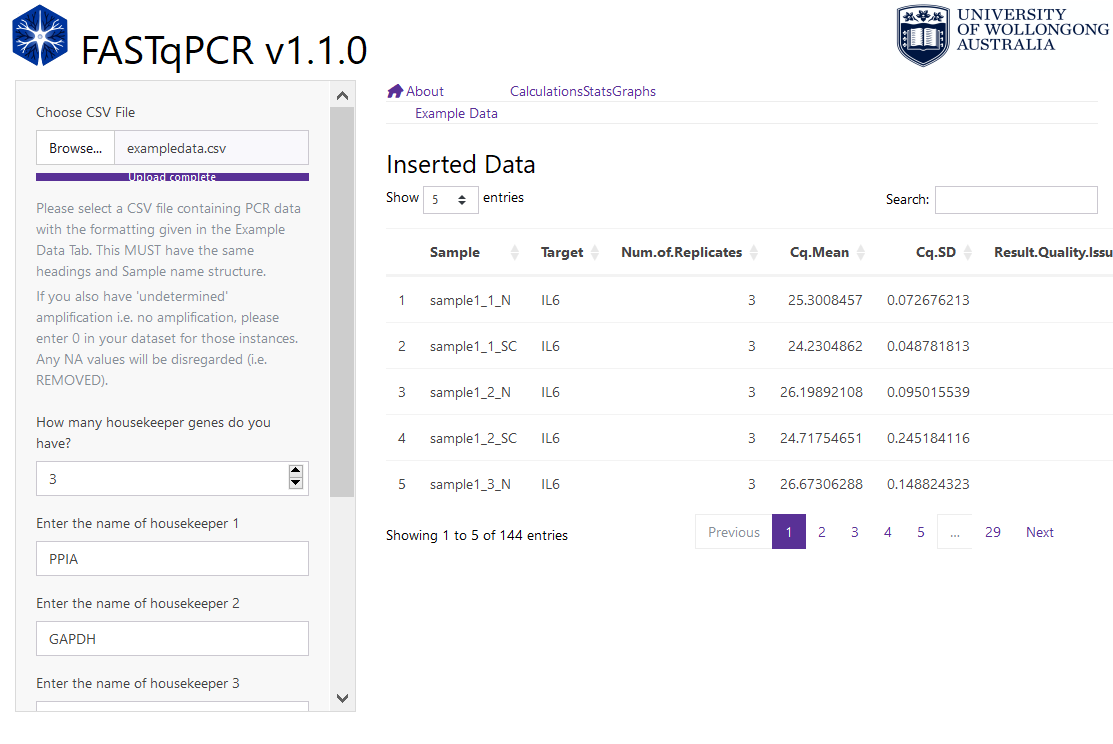 FASTqPCR v1.1.0
UNIVERSITY
OF WOLLONGONG
AUSTRALIA
Choose CSV File
Browse... exampledata.csv
Upload complete
Please select a CSV file containing PCR data
with the formatting given in the Example
Data Tab. This MUST have the same
headings and Sample name structure.
If you also have 'undetermined'
amplification i.e. no amplification, please
enter 0 in your dataset for those instances.
Any NA values will be disregarded (i.e.
REMOVED).
How many housekeeper genes do you
have?
3
Enter the name of housekeeper 1
PPIA
Enter the name of housekeeper 2
GAPDH
Enter the name of housekeeper 3
About CalculationsStatsGraphs
Example Data
Inserted Data
Show 5 entries Search:
Sample Target Num.of.Replicates Cq.Mean Cq.SD Result.Quality.Issu
1 sample1_1_N IL6 3 25.3008457 0.072676213
2 sample1_1_SC IL6 3 24.2304862 0.048781813
3 sample1_2_N IL6 3 26.19892108 0.095015539
4 sample1_2_SC IL6 3 24.71754651 0.245184116
5 sample1_3_N IL6 3 26.67306288 0.148824323
Showing 1 to 5 of 144 entries Previous 1 2 3 4 5 ... 29 Next